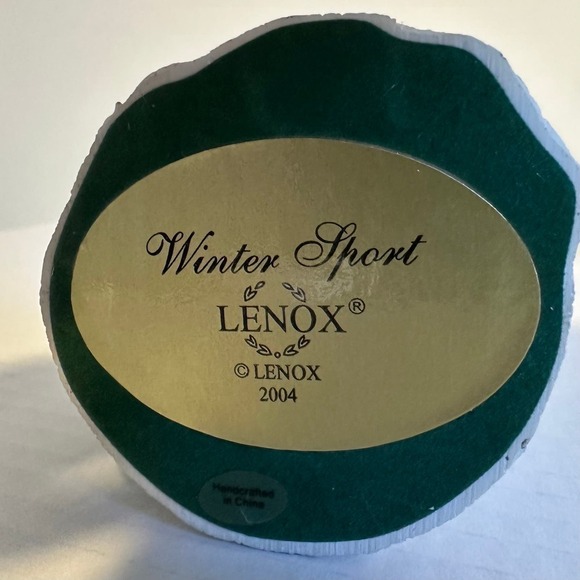 Winter Sport
LENOX®
© LENOX
2004
Handcrafted
in China